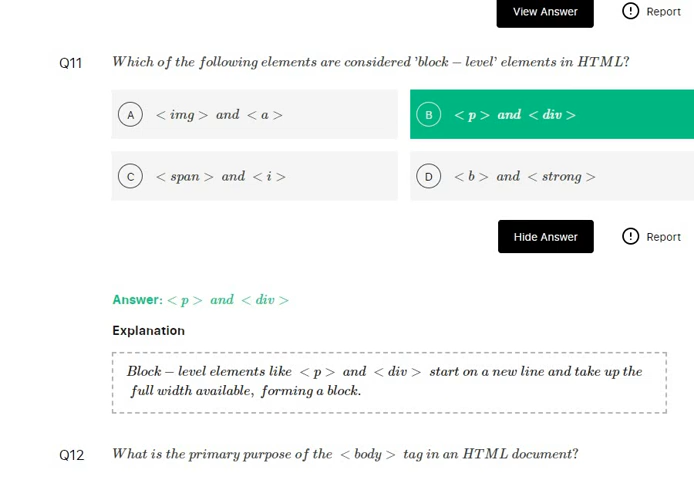 View Answer
! Report
Q11 Which of the following elements are considered 'block – level' elements in HTML?
A < img > and < a >
B < p > and < div >
C < span > and < i >
D < b > and < strong >
Hide Answer
! Report
Answer: < p > and < div >
Explanation
Block – level elements like < p > and < div > start on a new line and take up the
full width available, forming a block.
Q12 What is the primary purpose of the < body > tag in an HTML document?